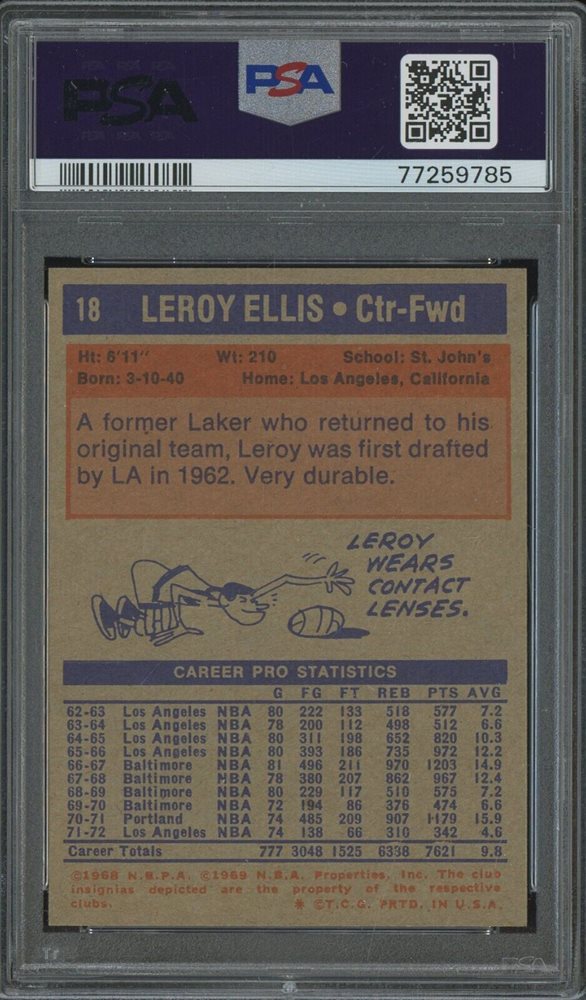 PSA
PSA
77259785
18 LEROY ELLIS • Ctr-Fwd
Ht: 6'11" Wt: 210 School: St. John's
Born: 3-10-40 Home: Los Angeles, California
A former Laker who returned to his
original team, Leroy was first drafted
by LA in 1962. Very durable.
LEROY
WEARS
CONTACT
LENSES.
CAREER PRO STATISTICS
G FG FT REB PTS AVG
62-63 Los Angeles NBA 80 222 133 518 577 7.2
63-64 Los Angeles NBA 78 200 112 498 512 6.6
64-65 Los Angeles NBA 80 311 198 652 820 10.3
65-66 Los Angeles NBA 80 393 186 735 972 12.2
66-67 Baltimore NBA 81 496 211 970 1203 14.9
67-68 Baltimore NBA 78 380 207 862 967 12.4
68-69 Baltimore NBA 80 229 117 510 575 7.2
69-70 Baltimore NBA 72 194 86 376 474 6.6
70-71 Portland NBA 74 485 209 907 1179 15.9
71-72 Los Angeles NBA 74 138 66 310 342 4.6
Career Totals 777 3048 1525 6338 7621 9.8
©1968 N.B.P.A. ©1969 N.B.A. Properties, Inc. The club
insignias depicted are the property of the respective
clubs. * ©T.C.G. PRTD. IN U.S.A.
PSA